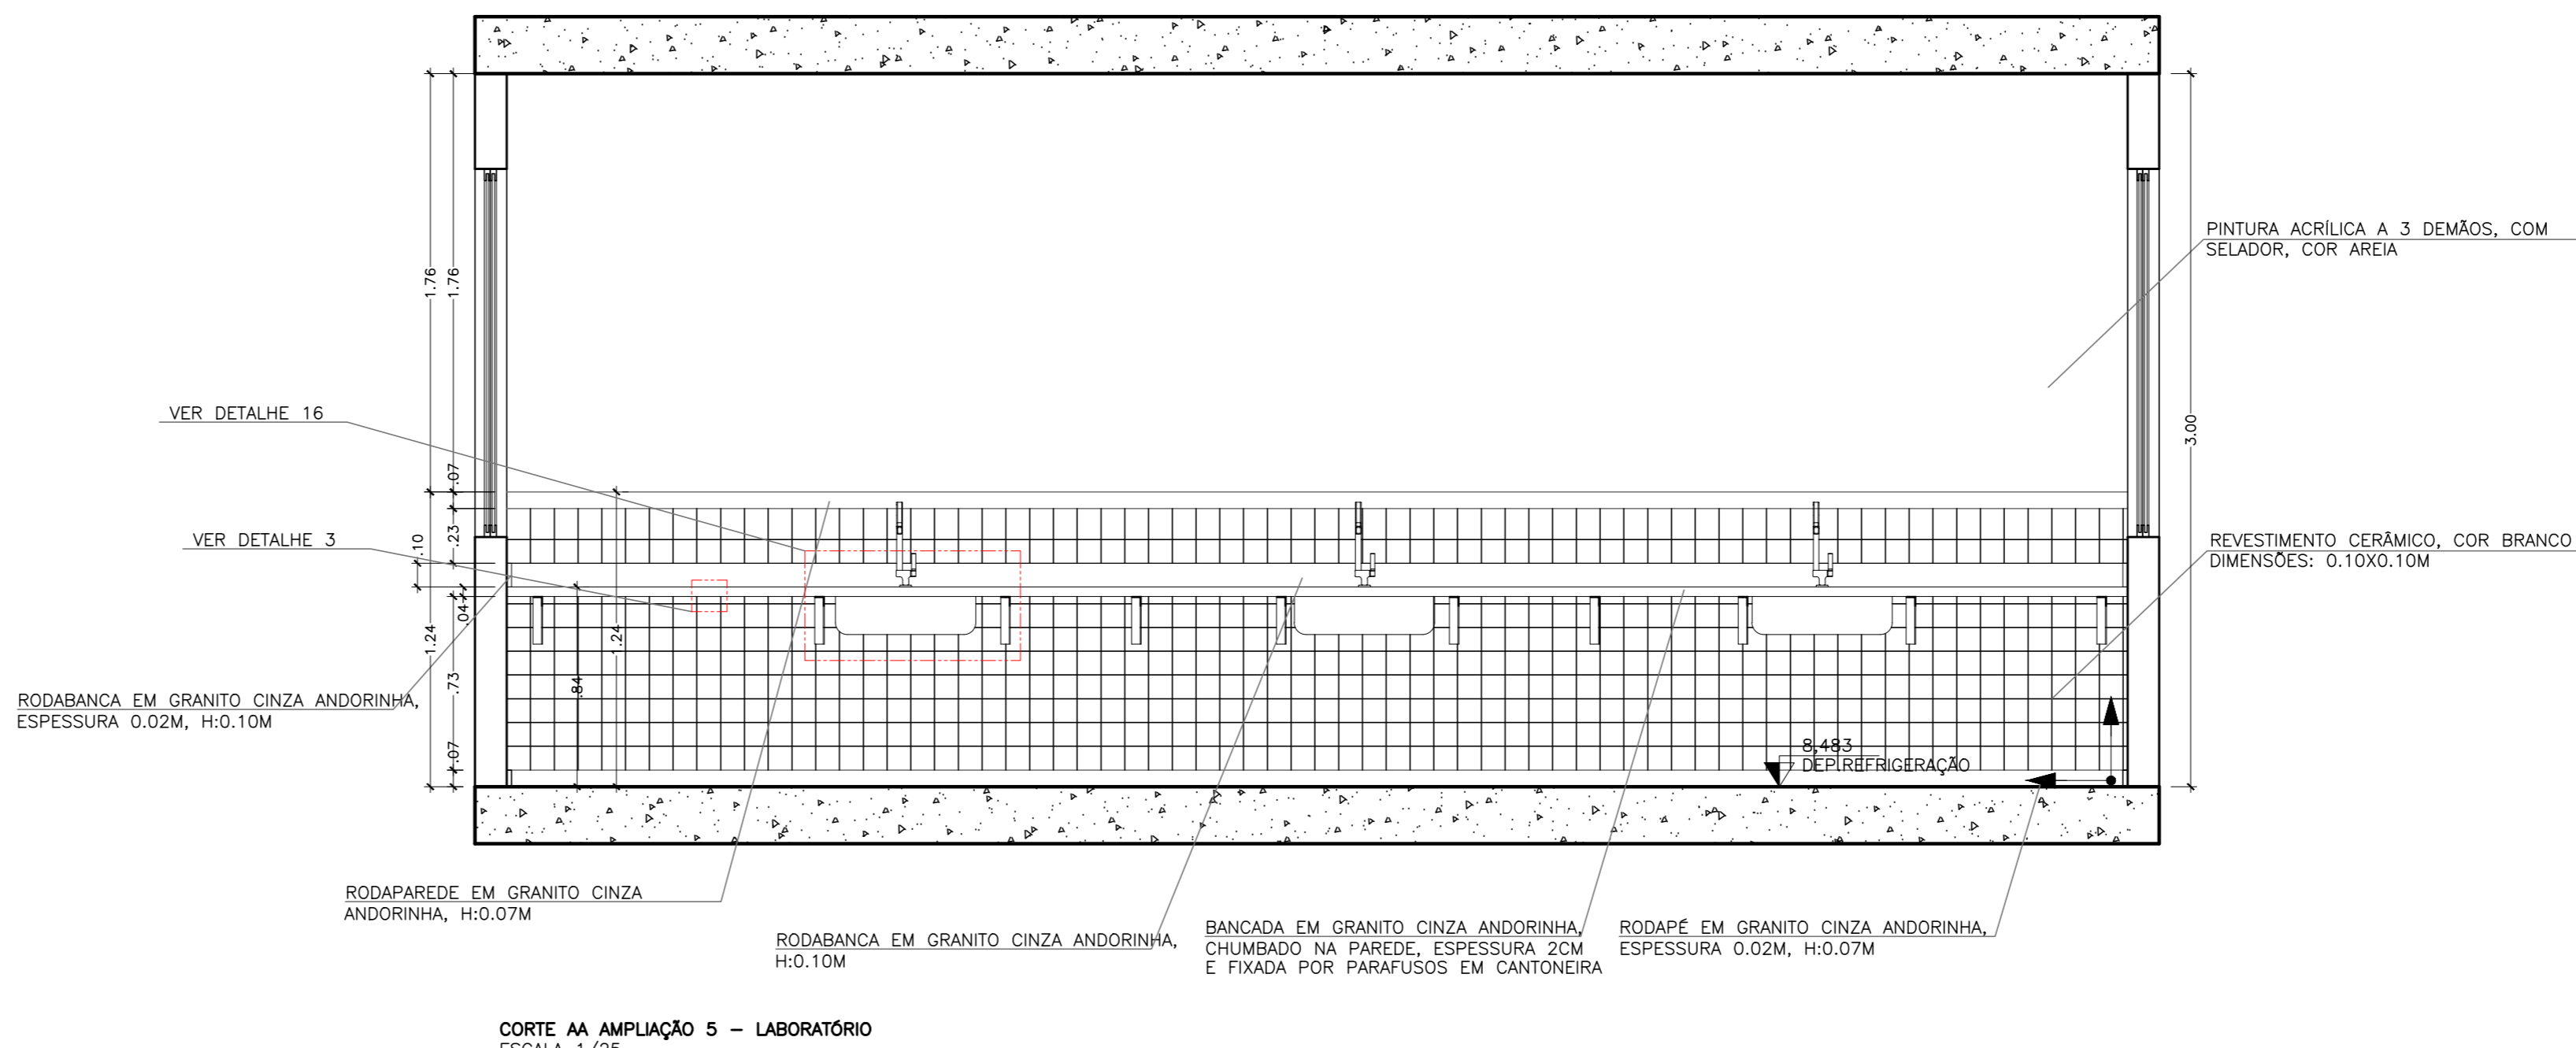 PINTURA ACRÍLICA A 3 DEMÃOS, COM
SELADOR, COR AREIA
1.76
1.76
3.00
VER DETALHE 16
.07
.23
.10
VER DETALHE 3
REVESTIMENTO CERÂMICO, COR BRANCO
DIMENSÕES: 0.10X0.10M
.04
1.24
1.24
.73
.84
RODABANCA EM GRANITO CINZA ANDORINHA,
ESPESSURA 0.02M, H:0.10M
.07
8,483
DEP.REFRIGERAÇÃO
RODAPAREDE EM GRANITO CINZA
ANDORINHA, H:0.07M
RODABANCA EM GRANITO CINZA ANDORINHA,
H:0.10M
BANCADA EM GRANITO CINZA ANDORINHA,
CHUMBADO NA PAREDE, ESPESSURA 2CM
E FIXADA POR PARAFUSOS EM CANTONEIRA
RODAPÉ EM GRANITO CINZA ANDORINHA,
ESPESSURA 0.02M, H:0.07M
CORTE AA AMPLIAÇÃO 5 – LABORATÓRIO
ESCALA 1/25